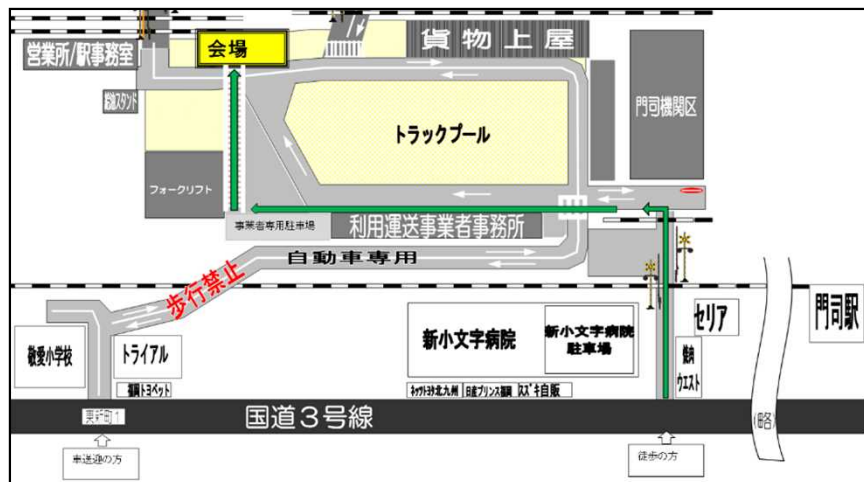 営業所/駅事務室
会場
貨物上屋
給油スタンド
門司機関区
トラックプール
フォークリフト
事業者専用駐車場
利用運送事業者事務所
自動車専用
歩行禁止
敬愛小学校
トライアル
新小文字病院
新小文字病院
駐車場
セリア
門司駅
焼肉
ウエスト
福岡トヨペット
ネッツトヨタ北九州
日産プリンス福岡
スズキ自販
更新町1
国道3号線
(略)
車送迎の方
徒歩の方